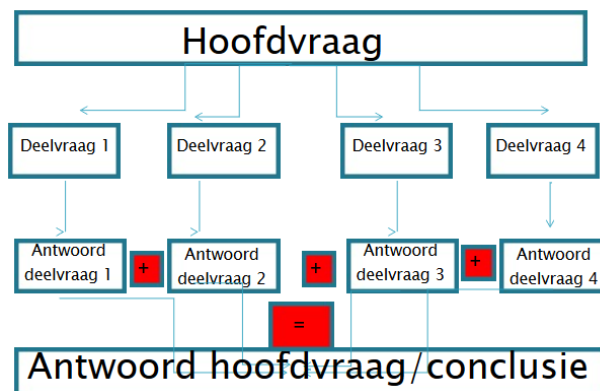 Hoofdvraag
Deelvraag 1
Deelvraag 2
Deelvraag 3
Deelvraag 4
Antwoord
deelvraag 1
+
Antwoord
deelvraag 2
+
Antwoord
deelvraag 3
+
Antwoord
deelvraag 4
=
Antwoord hoofdvraag/conclusie